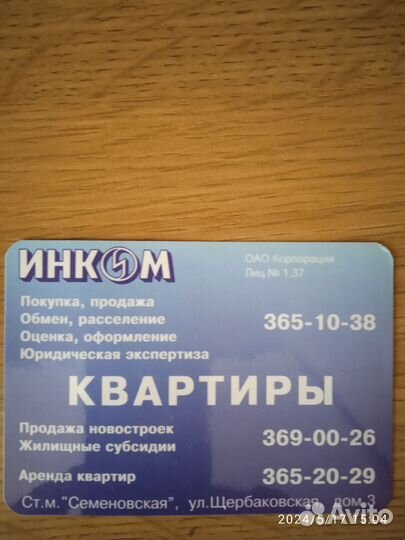 ИНКОМ
ОАО Корпорация
Лиц № 1,37
Покупка, продажа
Обмен, расселение
Оценка, оформление
Юридическая экспертиза
365-10-38
КВАРТИРЫ
Продажа новостроек
Жилищные субсидии
369-00-26
Аренда квартир
365-20-29
Ст.м."Семеновская", ул.Щербаковская, дом 3
2024/5/17 15:04
Avito